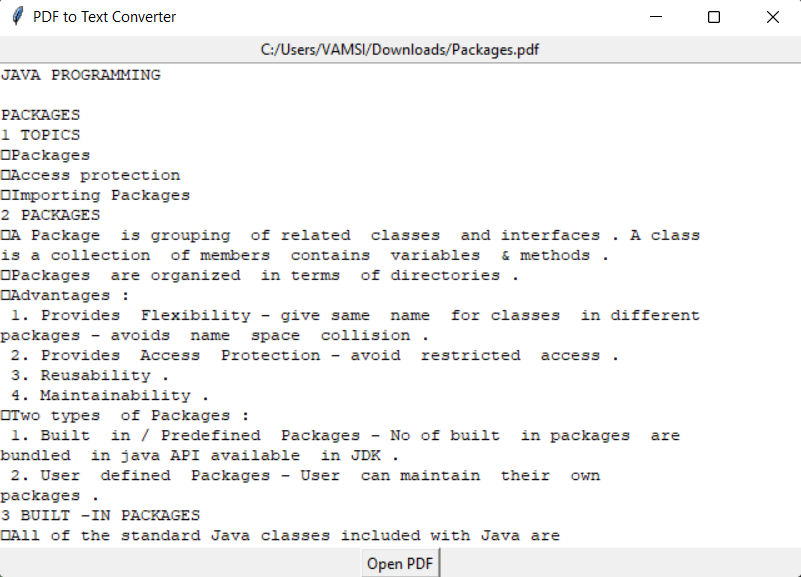 PDF to Text Converter
C:/Users/VAMSI/Downloads/Packages.pdf
JAVA PROGRAMMING
PACKAGES
1 TOPICS
□Packages
□Access protection
□Importing Packages
2 PACKAGES
□A Package  is grouping  of related  classes  and interfaces . A class
is a collection  of members  contains  variables  & methods .
□Packages  are organized  in terms  of directories .
□Advantages :
 1. Provides  Flexibility – give same  name  for classes  in different
packages – avoids  name  space  collision .
 2. Provides  Access  Protection – avoid  restricted  access .
 3. Reusability .
 4. Maintainability .
□Two types  of Packages :
 1. Built  in / Predefined  Packages – No of built  in packages  are
bundled  in java API available  in JDK .
 2. User  defined  Packages – User  can maintain  their  own
packages .
3 BUILT -IN PACKAGES
□All of the standard Java classes included with Java are
Open PDF